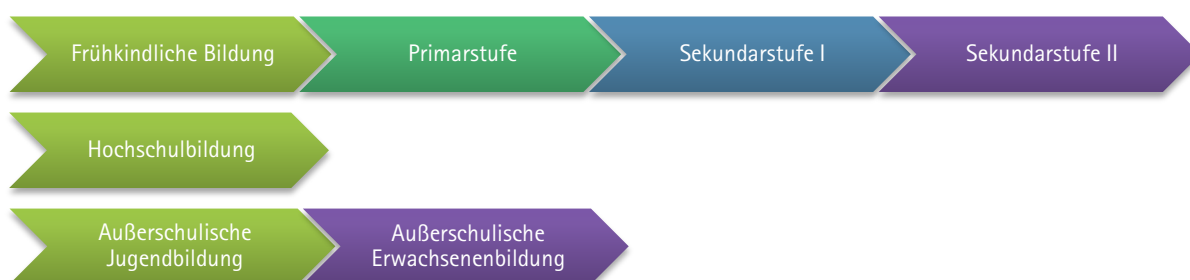 Frühkindliche Bildung
Primarstufe
Sekundarstufe I
Sekundarstufe II
Hochschulbildung
Außerschulische
Jugendbildung
Außerschulische
Erwachsenenbildung